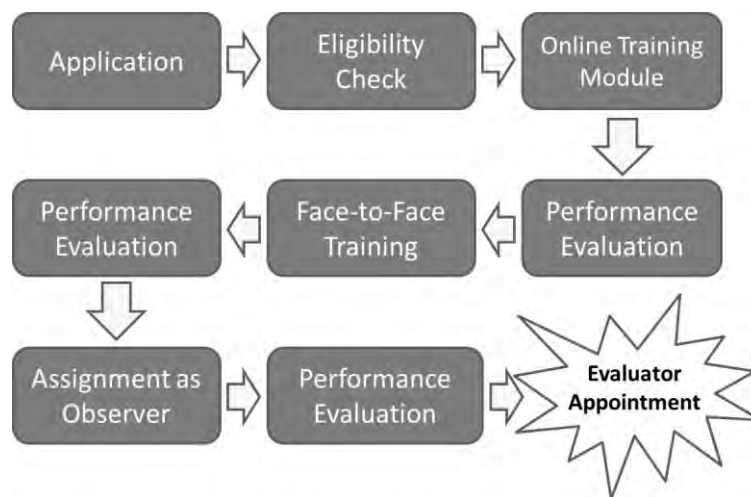 Application
Eligibility
Check
Online Training
Module
Performance
Evaluation
Face-to-Face
Training
Performance
Evaluation
Assignment as
Observer
Performance
Evaluation
Evaluator
Appointment